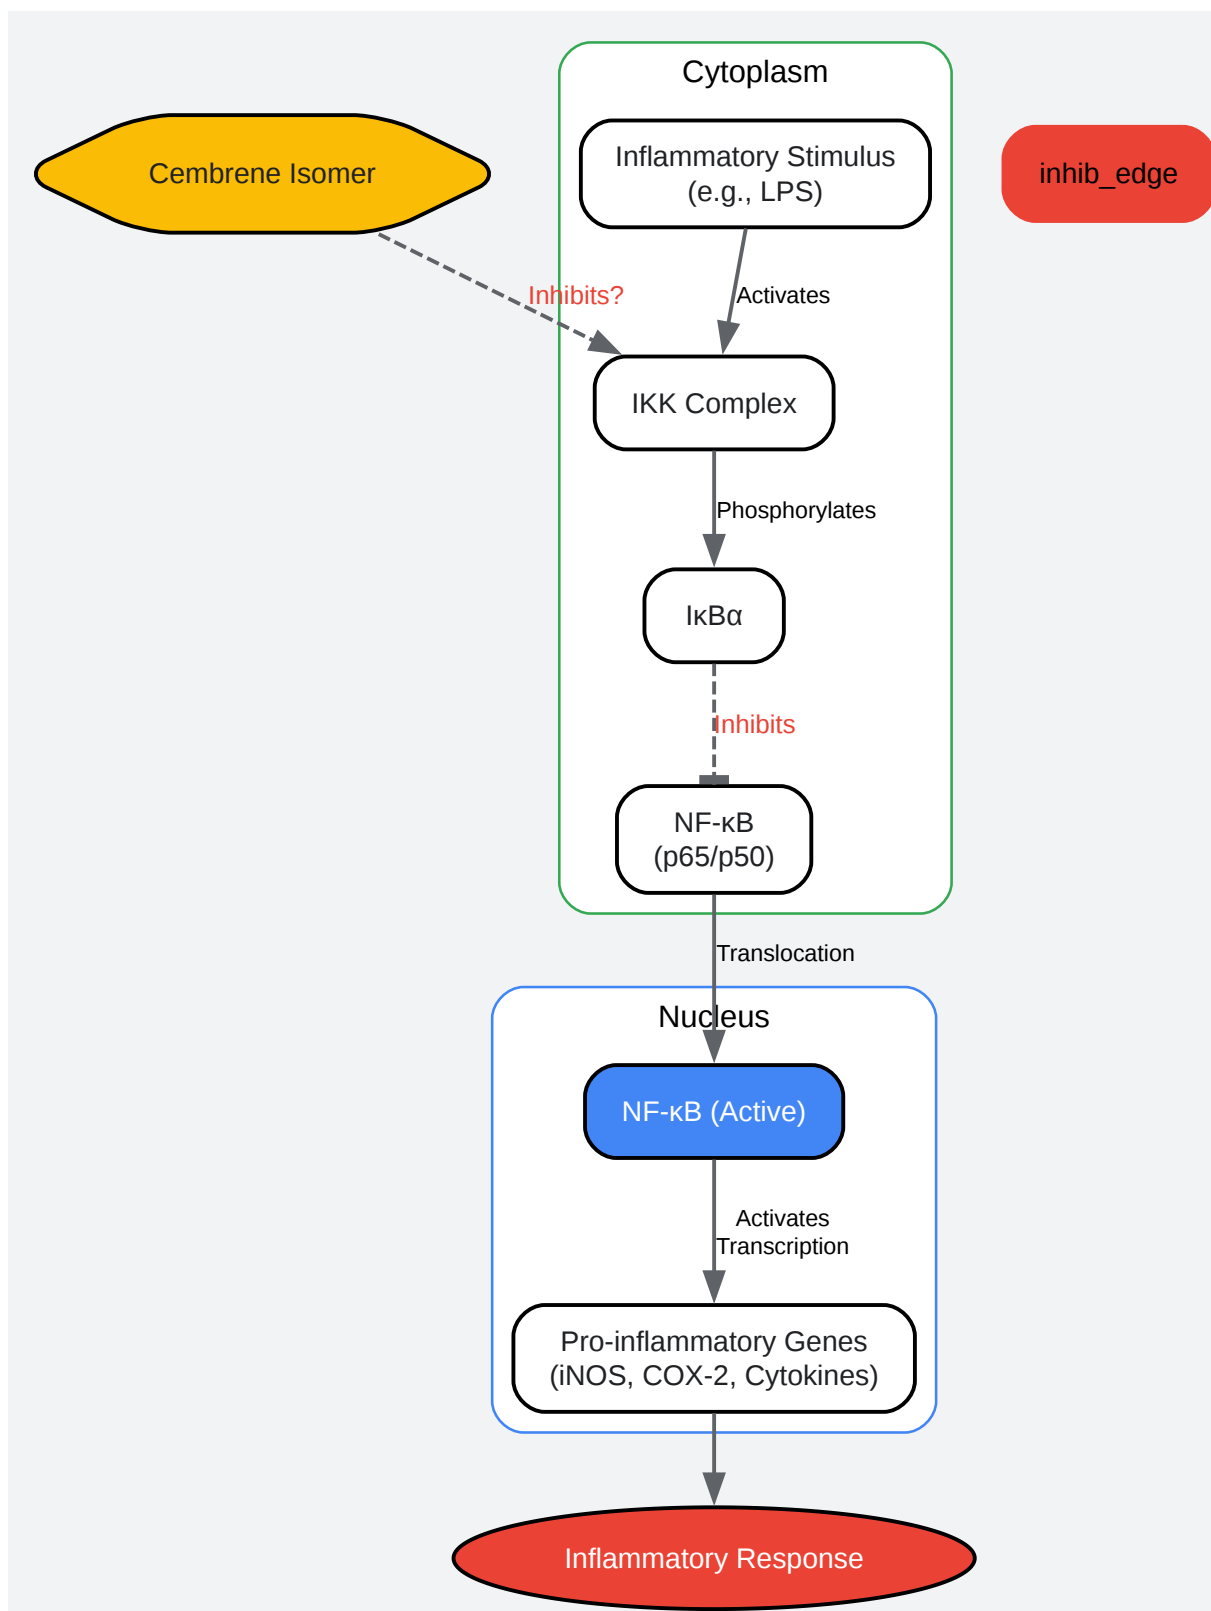 Cytoplasm
Cembrene Isomer
Inflammatory Stimulus
(e.g., LPS)
inhib_edge
Inhibits?
Activates
IKK Complex
Phosphorylates
IκBα
Inhibits
NF-κB
(p65/p50)
Translocation
Nucleus
NF-κB (Active)
Activates
Transcription
Pro-inflammatory Genes
(iNOS, COX-2, Cytokines)
Inflammatory Response